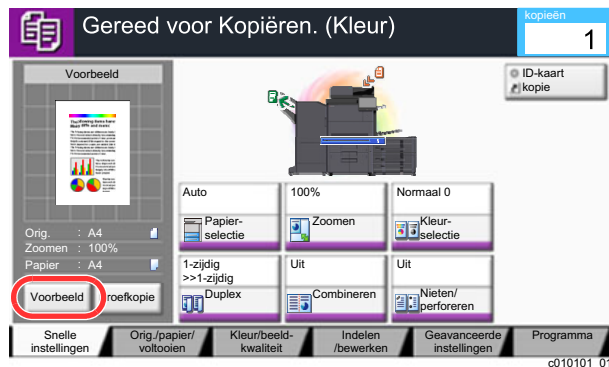 Gereed voor Kopiëren. (Kleur)
kopieën
1
Voorbeeld
ID-kaart
kopie
Orig. : A4
Zoomen : 100%
Papier : A4
Voorbeeld
roefkopie
Auto
Papier-
selectie
100%
Zoomen
Normaal 0
Kleur-
selectie
1-zijdig
>>1-zijdig
Duplex
Uit
Combineren
Uit
Nieten/
perforeren
Snelle
instellingen
Orig./papier/
voltooien
Kleur/beeld-
kwaliteit
Indelen
/bewerken
Geavanceerde
instellingen
Programma
c010101_01